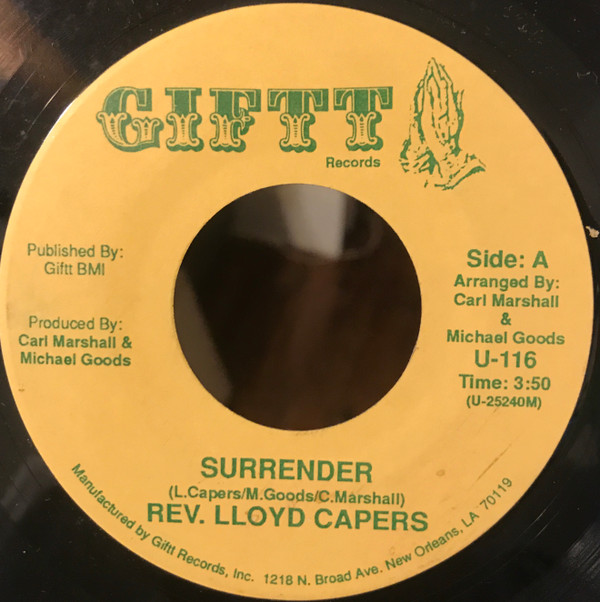 GIFTT
Records
Published By:
Giftt BMI
Produced By:
Carl Marshall &
Michael Goods
Side: A
Arranged By:
Carl Marshall
&
Michael Goods
U-116
Time: 3:50
(U-25240M)
SURRENDER
(L.Capers/M.Goods/C.Marshall)
REV. LLOYD CAPERS
Manufactured by Giftt Records, Inc. 1218 N. Broad Ave. New Orleans, LA 70119